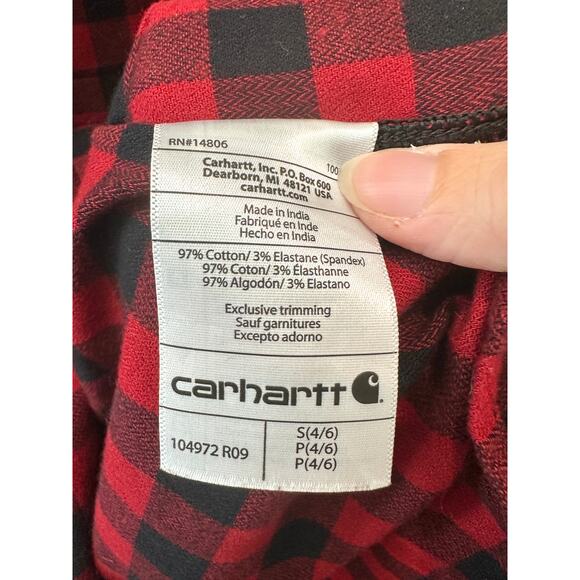 RN#14806
100
Carhartt, Inc. P.O. Box 600
Dearborn, MI 48121 USA
carhartt.com
Made in India
Fabriqué en Inde
Hecho en India
97% Cotton/ 3% Elastane (Spandex)
97% Coton/ 3% Élasthanne
97% Algodón/ 3% Elastano
Exclusive trimming
Sauf garnitures
Excepto adorno
carhartt
104972 R09
S(4/6)
P(4/6)
P(4/6)